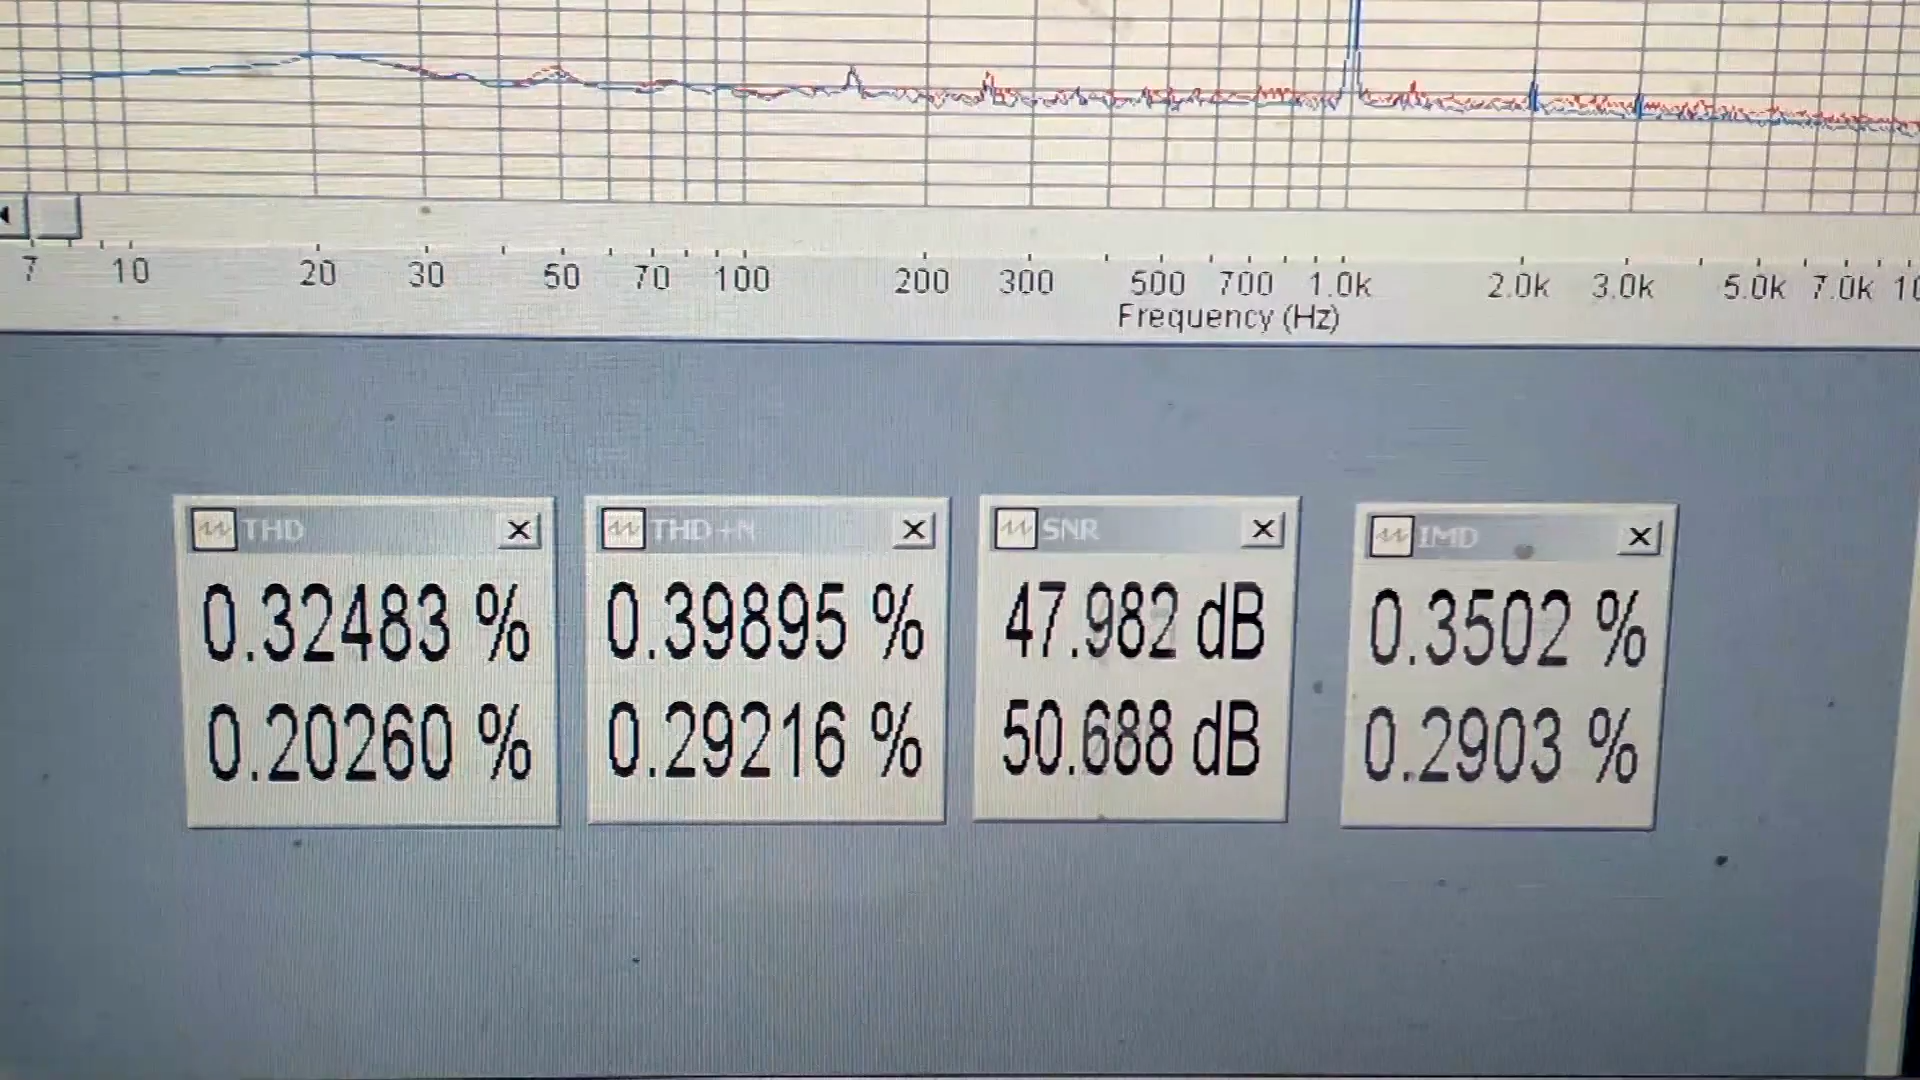 7 10 20 30 50 70 100 200 300 500 700 1.0k 2.0k 3.0k 5.0k 7.0k 10
Frequency (Hz)
THD
0.32483 %
0.20260 %
THD+N
0.39895 %
0.29216 %
SNR
47.982 dB
50.688 dB
IMD
0.3502 %
0.2903 %